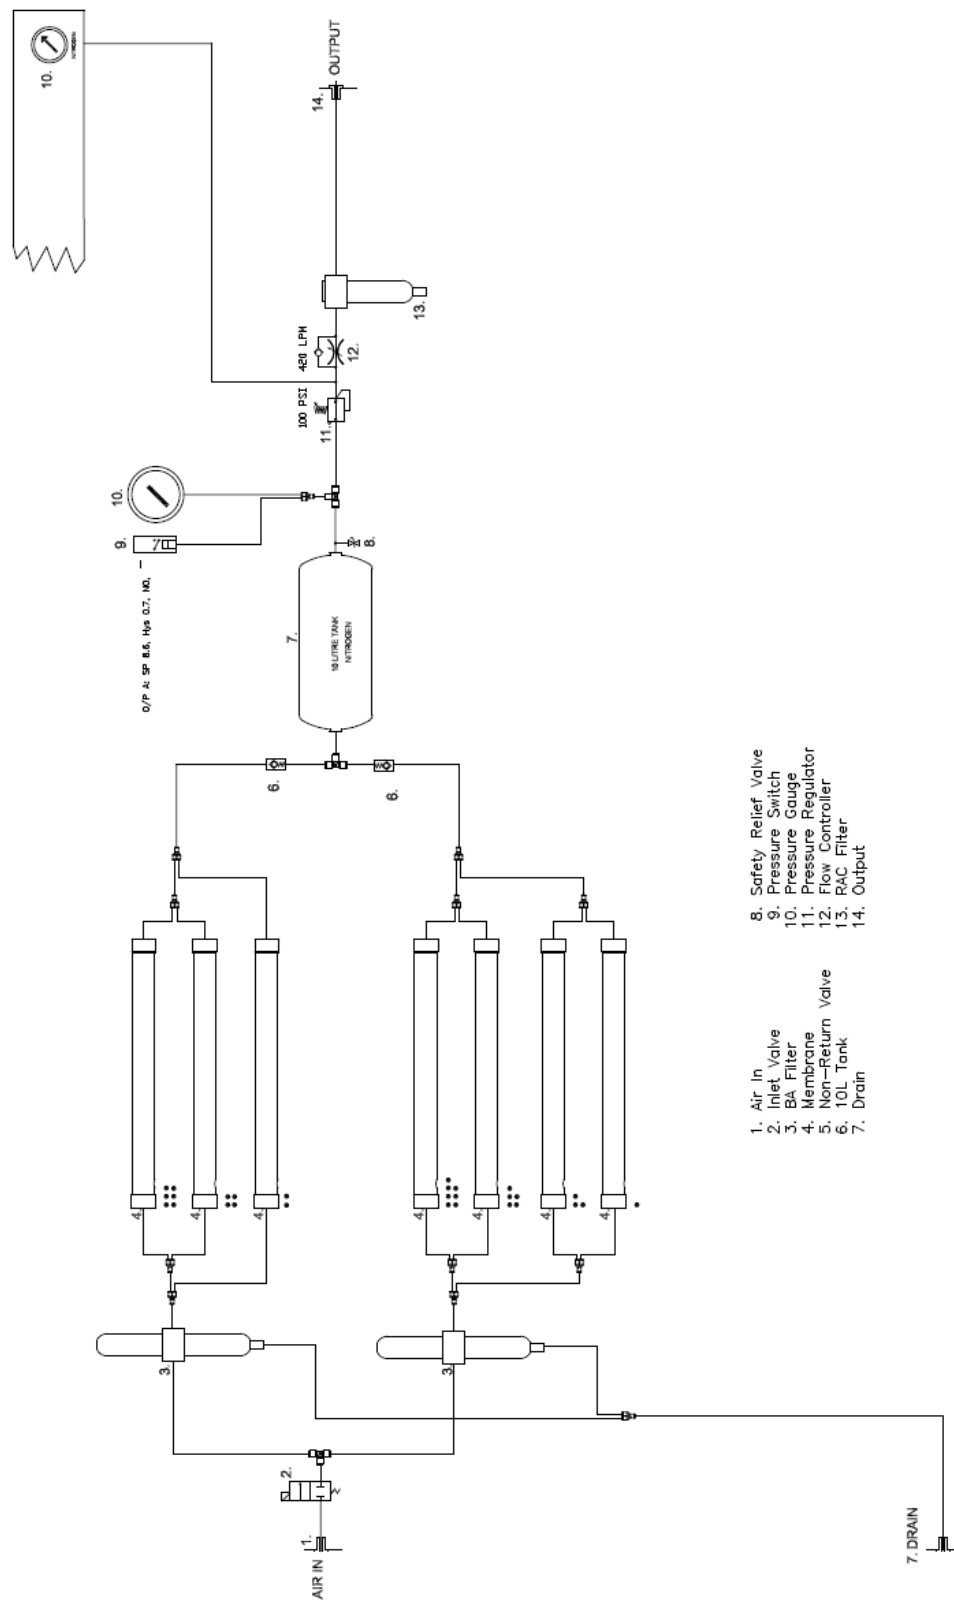 10.
NITROGEN
14.
OUTPUT
13.
420 LPM
12.
100 PSI
11.
10.
9.
O/P A: SP 8.6, Hys 0.7, NO, –
8.
7.
10 LITRE TANK
NITROGEN
6.
6.
4.
4.
4.
4.
4.
4.
4.
3.
3.
2.
1.
AIR IN
7. DRAIN
1. Air In
2. Inlet Valve
3. BA Filter
4. Membrane
5. Non-Return Valve
6. 10L Tank
7. Drain
8. Safety Relief Valve
9. Pressure Switch
10. Pressure Gauge
11. Pressure Regulator
12. Flow Controller
13. RAC Filter
14. Output